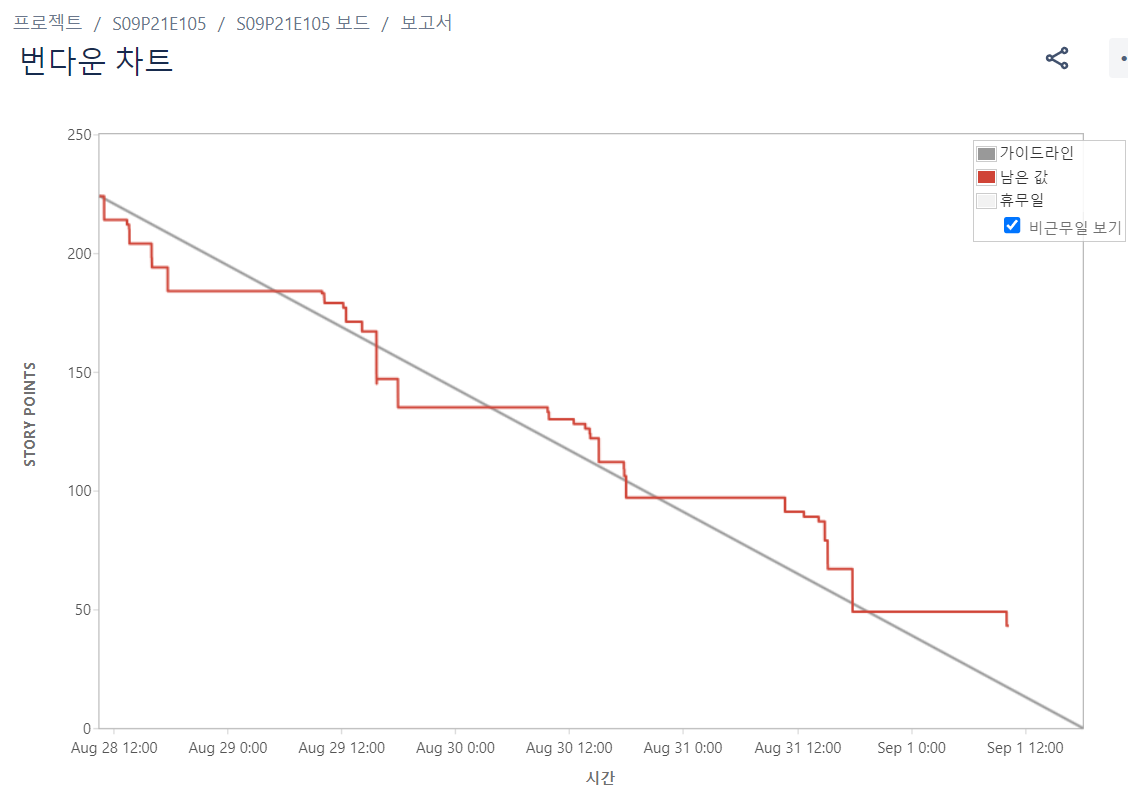 프로젝트 / S09P21E105 / S09P21E105 보드 / 보고서
번다운 차트
250
200
150
100
50
0
STORY POINTS
가이드라인
남은 값
휴무일
비근무일 보기
Aug 28 12:00 Aug 29 0:00 Aug 29 12:00 Aug 30 0:00 Aug 30 12:00 Aug 31 0:00 Aug 31 12:00 Sep 1 0:00 Sep 1 12:00
시간